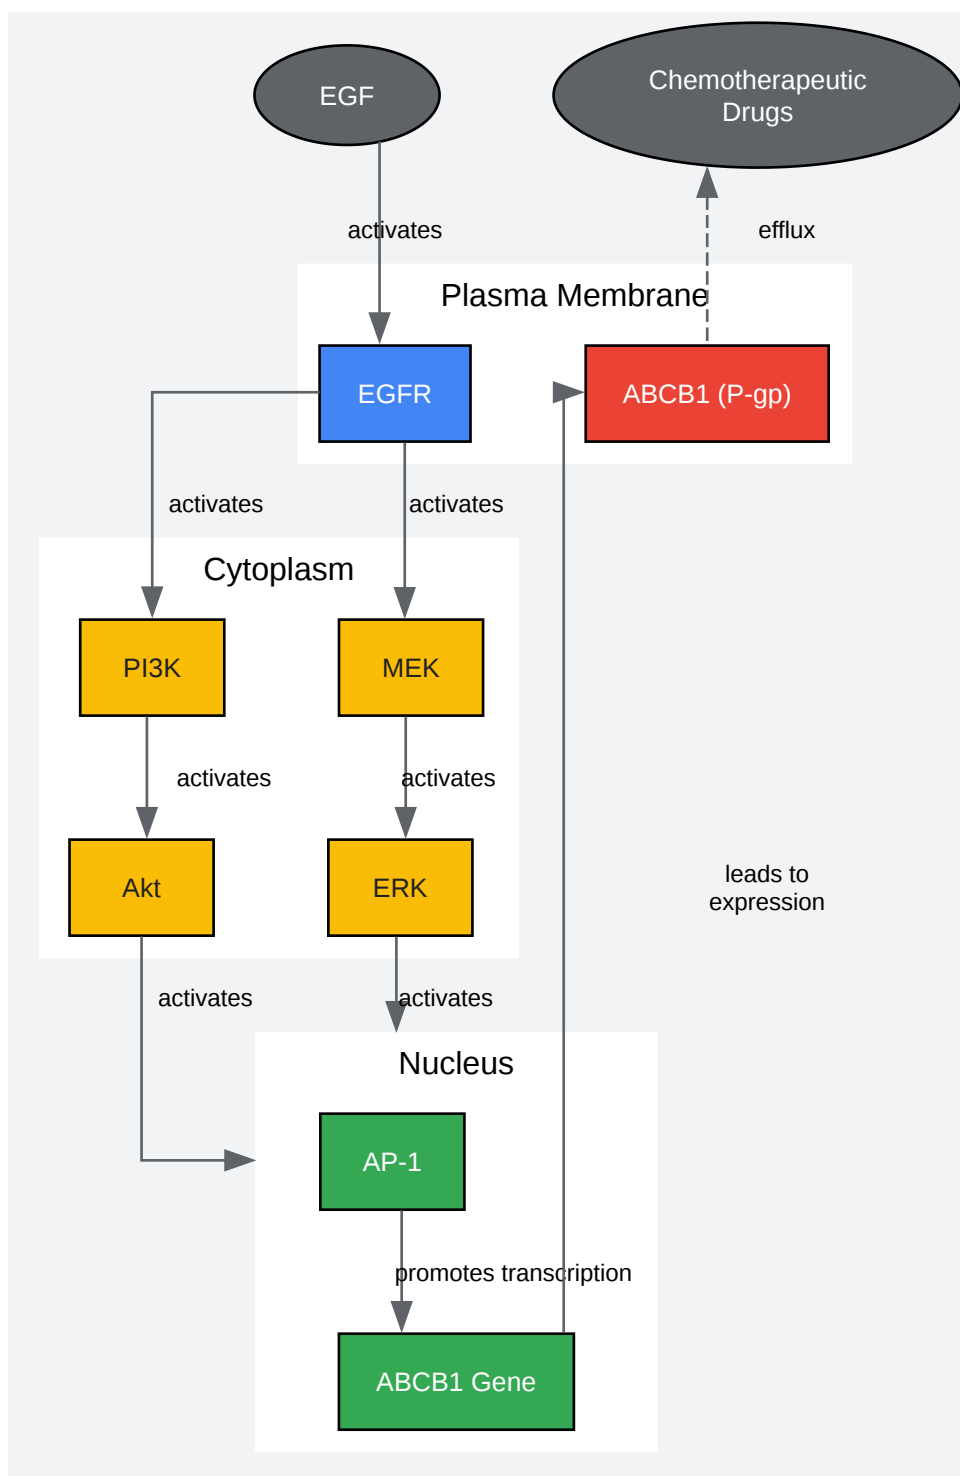 EGF
Chemotherapeutic
Drugs
activates
efflux
Plasma Membrane
EGFR
ABCB1 (P-gp)
activates
activates
Cytoplasm
PI3K
MEK
activates
activates
Akt
ERK
leads to
expression
activates
activates
Nucleus
AP-1
promotes transcription
ABCB1 Gene